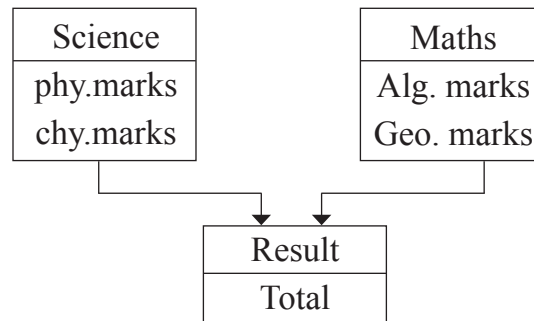 Science
phy.marks
chy.marks
Maths
Alg. marks
Geo. marks
Result
Total